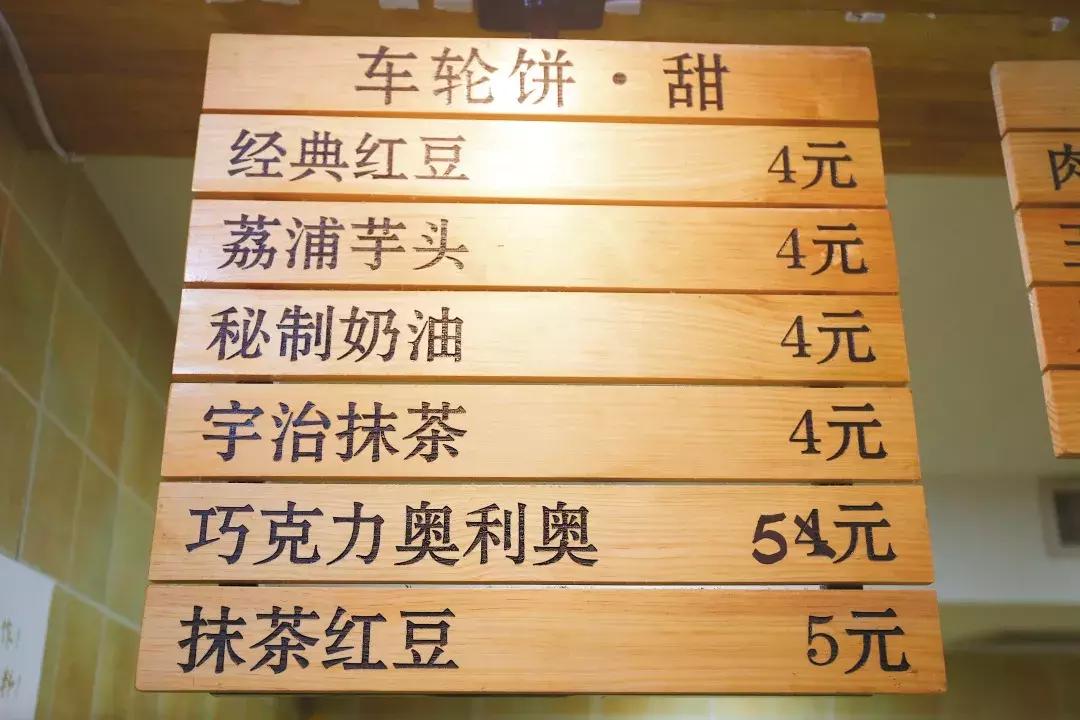 车轮饼·甜
经典红豆 4元
荔浦芋头 4元
秘制奶油 4元
宇治抹茶 4元
巧克力奥利奥 5元
抹茶红豆 5元
肉